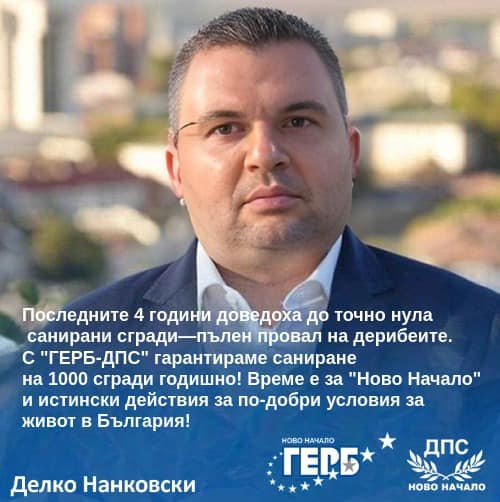 Последните 4 години доведоха до точно нула
санирани сгради—пълен провал на дерибеите.
С "ГЕРБ-ДПС" гарантираме саниране
на 1000 сгради годишно! Време е за "Ново Начало"
и истински действия за по-добри условия за
живот в България!
НОВО НАЧАЛО
ГЕРБ
ДПС
НОВО НАЧАЛО
Делко Нанковски